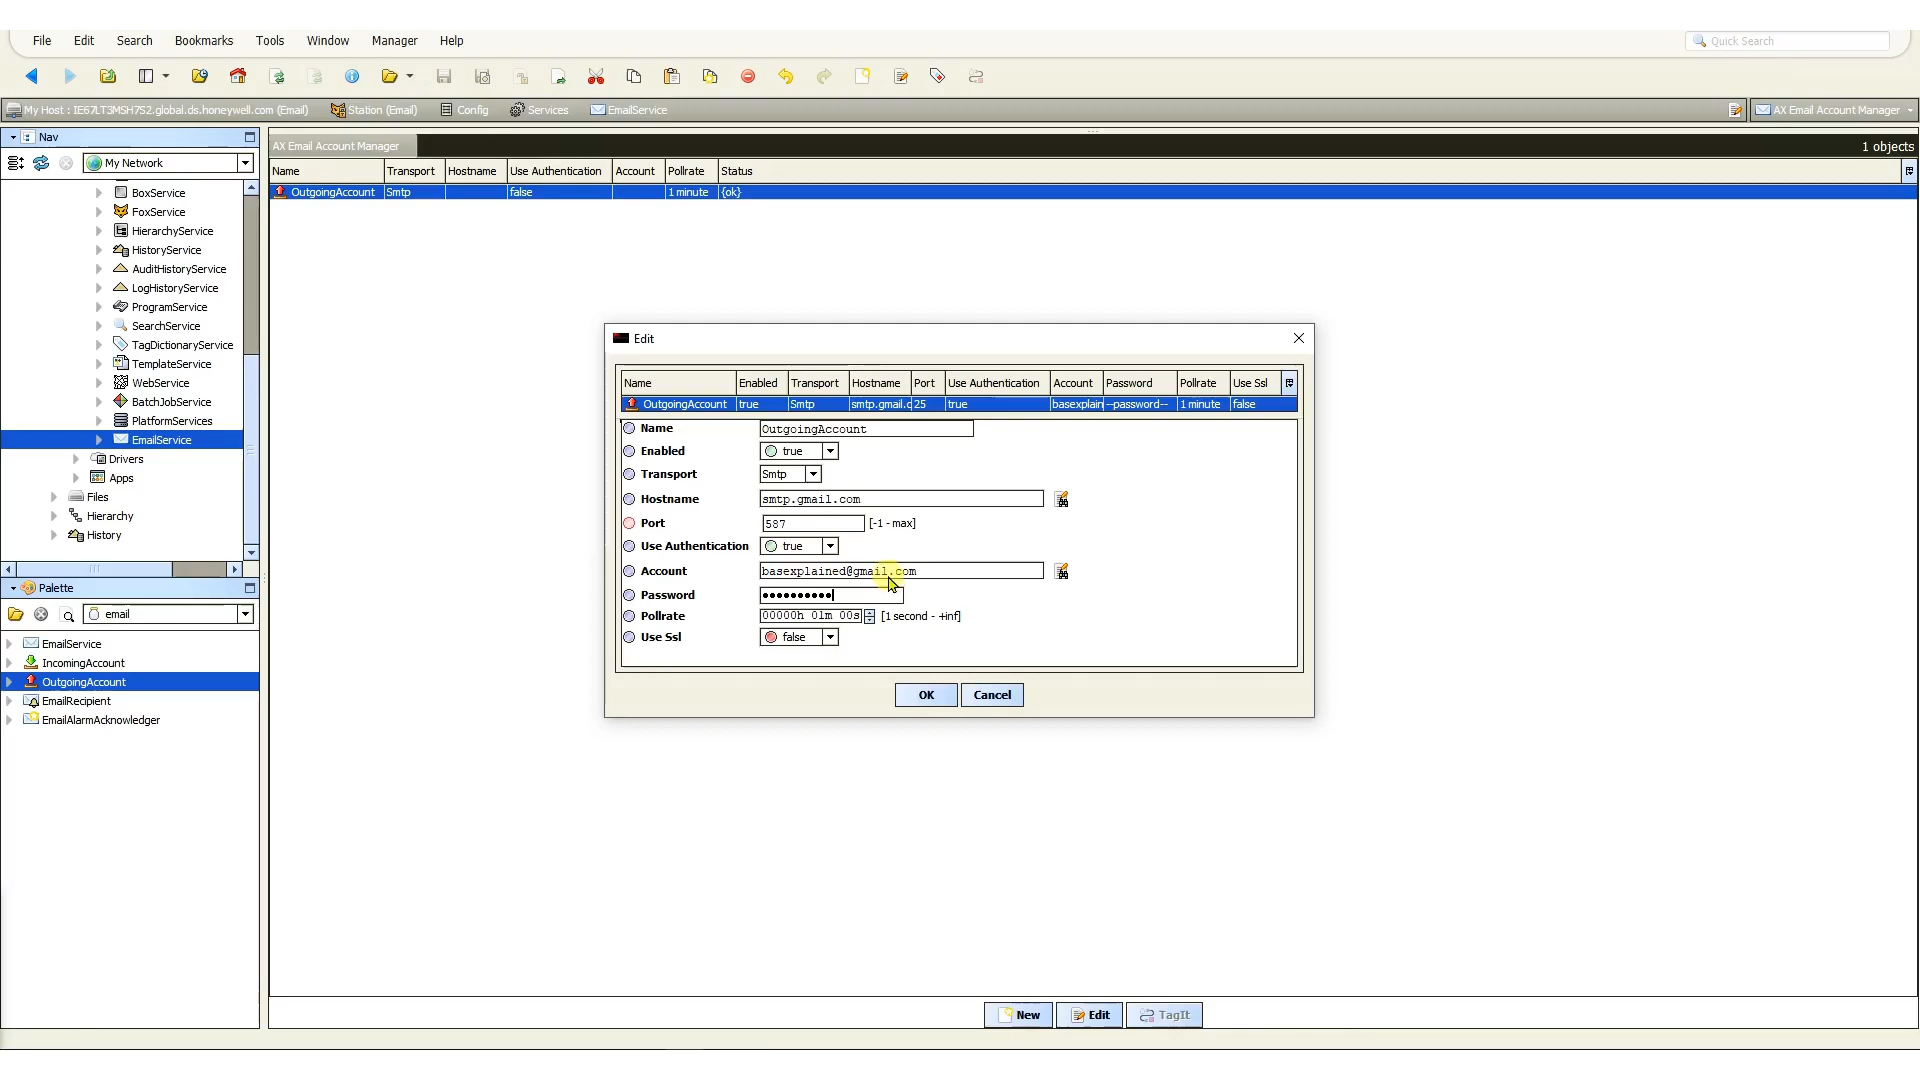 File Edit Search Bookmarks Tools Window Manager Help
Quick Search
My Host : IE67LT3MSH7S2.global.ds.honeywell.com (Email) Station (Email) Config Services EmailService AX Email Account Manager
Nav
My Network
BoxService
FoxService
HierarchyService
HistoryService
AuditHistoryService
LogHistoryService
ProgramService
SearchService
TagDictionaryService
TemplateService
WebService
BatchJobService
PlatformServices
EmailService
Drivers
Apps
Files
Hierarchy
History
Palette
email
EmailService
IncomingAccount
OutgoingAccount
EmailRecipient
EmailAlarmAcknowledger
AX Email Account Manager 1 objects
Name Transport Hostname Use Authentication Account Pollrate Status
OutgoingAccount Smtp false 1 minute {ok}
Edit
Name Enabled Transport Hostname Port Use Authentication Account Password Pollrate Use Ssl
OutgoingAccount true Smtp smtp.gmail.c 25 true basexplain --password-- 1 minute false
Name OutgoingAccount
Enabled true
Transport Smtp
Hostname smtp.gmail.com
Port 587 [-1 - max]
Use Authentication true
Account basexplained@gmail.com
Password ●●●●●●●●●●
Pollrate 00000h 01m 00s [1 second - +inf]
Use Ssl false
OK Cancel
New Edit TagIt